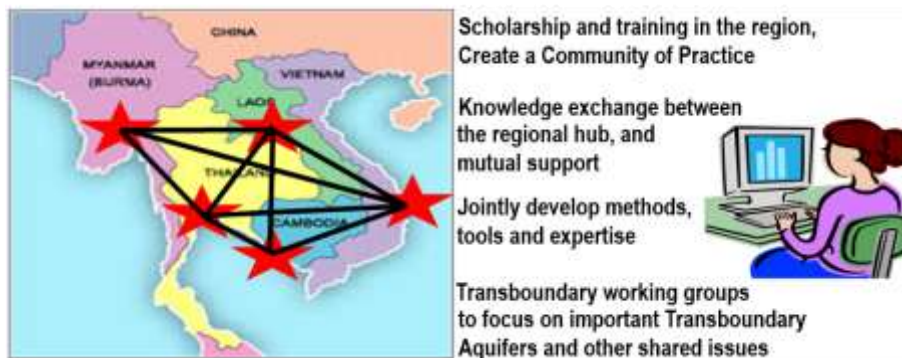 CHINA
MYANMAR
(BURMA)
VIETNAM
LAOS
THAILAND
CAMBODIA
Scholarship and training in the region,
Create a Community of Practice
Knowledge exchange between
the regional hub, and
mutual support
Jointly develop methods,
tools and expertise
Transboundary working groups
to focus on important Transboundary
Aquifers and other shared issues